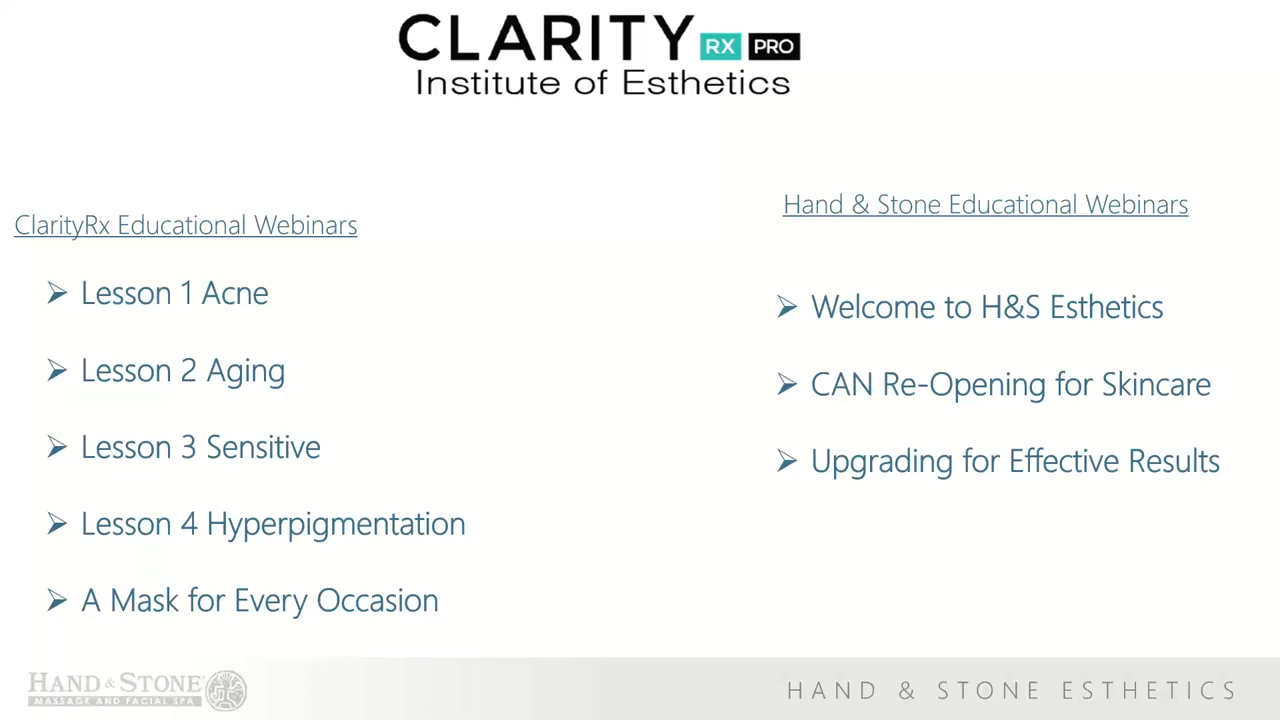 CLARITY RX PRO
Institute of Esthetics
ClarityRx Educational Webinars
Lesson 1 Acne
Lesson 2 Aging
Lesson 3 Sensitive
Lesson 4 Hyperpigmentation
A Mask for Every Occasion
Hand & Stone Educational Webinars
Welcome to H&S Esthetics
CAN Re-Opening for Skincare
Upgrading for Effective Results
HAND & STONE
MASSAGE AND FACIAL SPA
HAND & STONE ESTHETICS